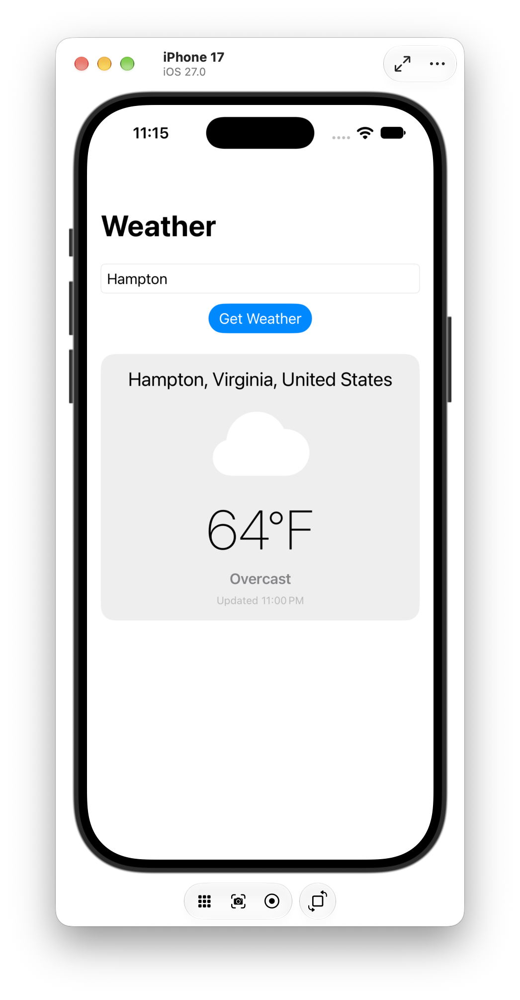 iPhone 17
iOS 27.0
11:15
Weather
Hampton
Get Weather
Hampton, Virginia, United States
64°F
Overcast
Updated 11:00 PM